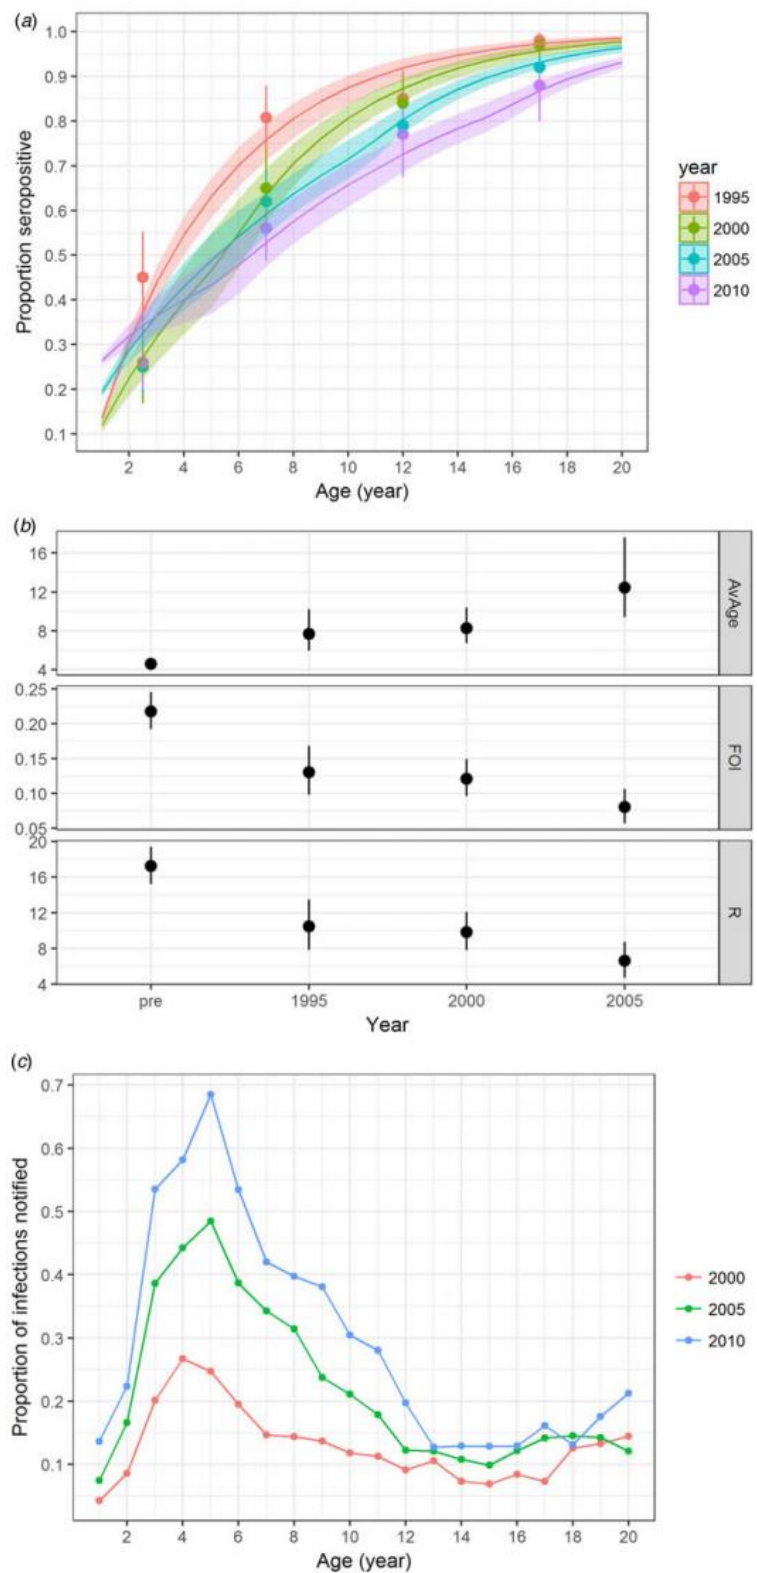 (a)
1.0
0.9
0.8
0.7
0.6
0.5
0.4
0.3
0.2
0.1
Proportion seropositive
2 4 6 8 10 12 14 16 18 20
Age (year)
year
1995
2000
2005
2010
(b)
16
12
8
4
AvAge
0.25
0.20
0.15
0.10
0.05
FOI
20
16
12
8
4
R
pre 1995 2000 2005
Year
(c)
0.7
0.6
0.5
0.4
0.3
0.2
0.1
Proportion of infections notified
2 4 6 8 10 12 14 16 18 20
Age (year)
2000
2005
2010